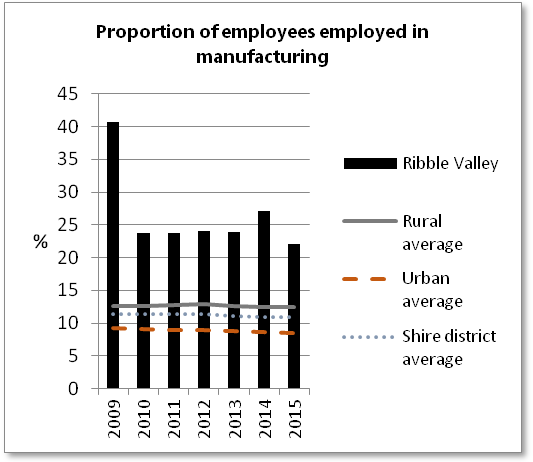 Proportion of employees employed in
manufacturing
45
40
35
30
25
20
15
10
5
0
%
2009
2010
2011
2012
2013
2014
2015
Ribble Valley
Rural
average
Urban
average
Shire district
average